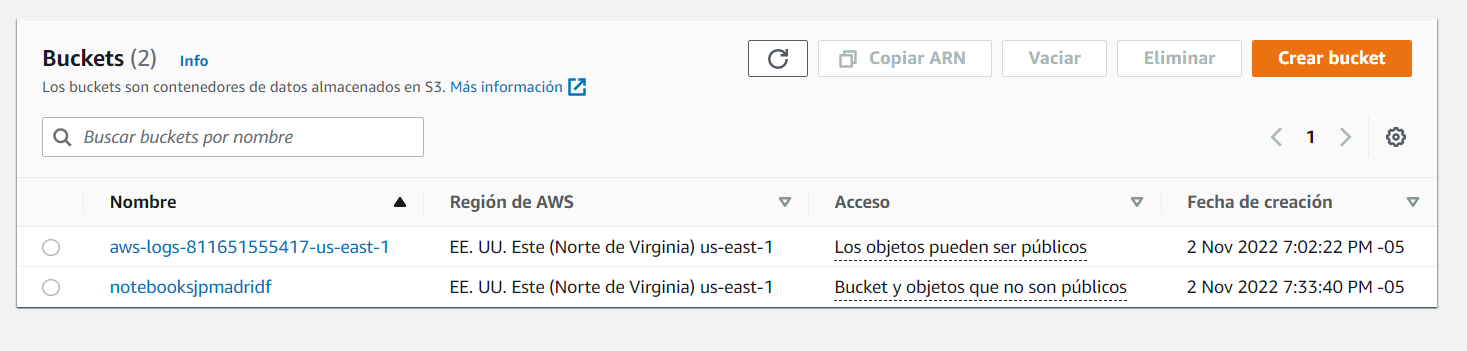 Buckets (2) Info
Copiar ARN Vaciar Eliminar Crear bucket
Los buckets son contenedores de datos almacenados en S3. Más información
Buscar buckets por nombre
1
Nombre Región de AWS Acceso Fecha de creación
aws-logs-811651555417-us-east-1 EE. UU. Este (Norte de Virginia) us-east-1 Los objetos pueden ser públicos 2 Nov 2022 7:02:22 PM -05
notebooksjpmadridf EE. UU. Este (Norte de Virginia) us-east-1 Bucket y objetos que no son públicos 2 Nov 2022 7:33:40 PM -05